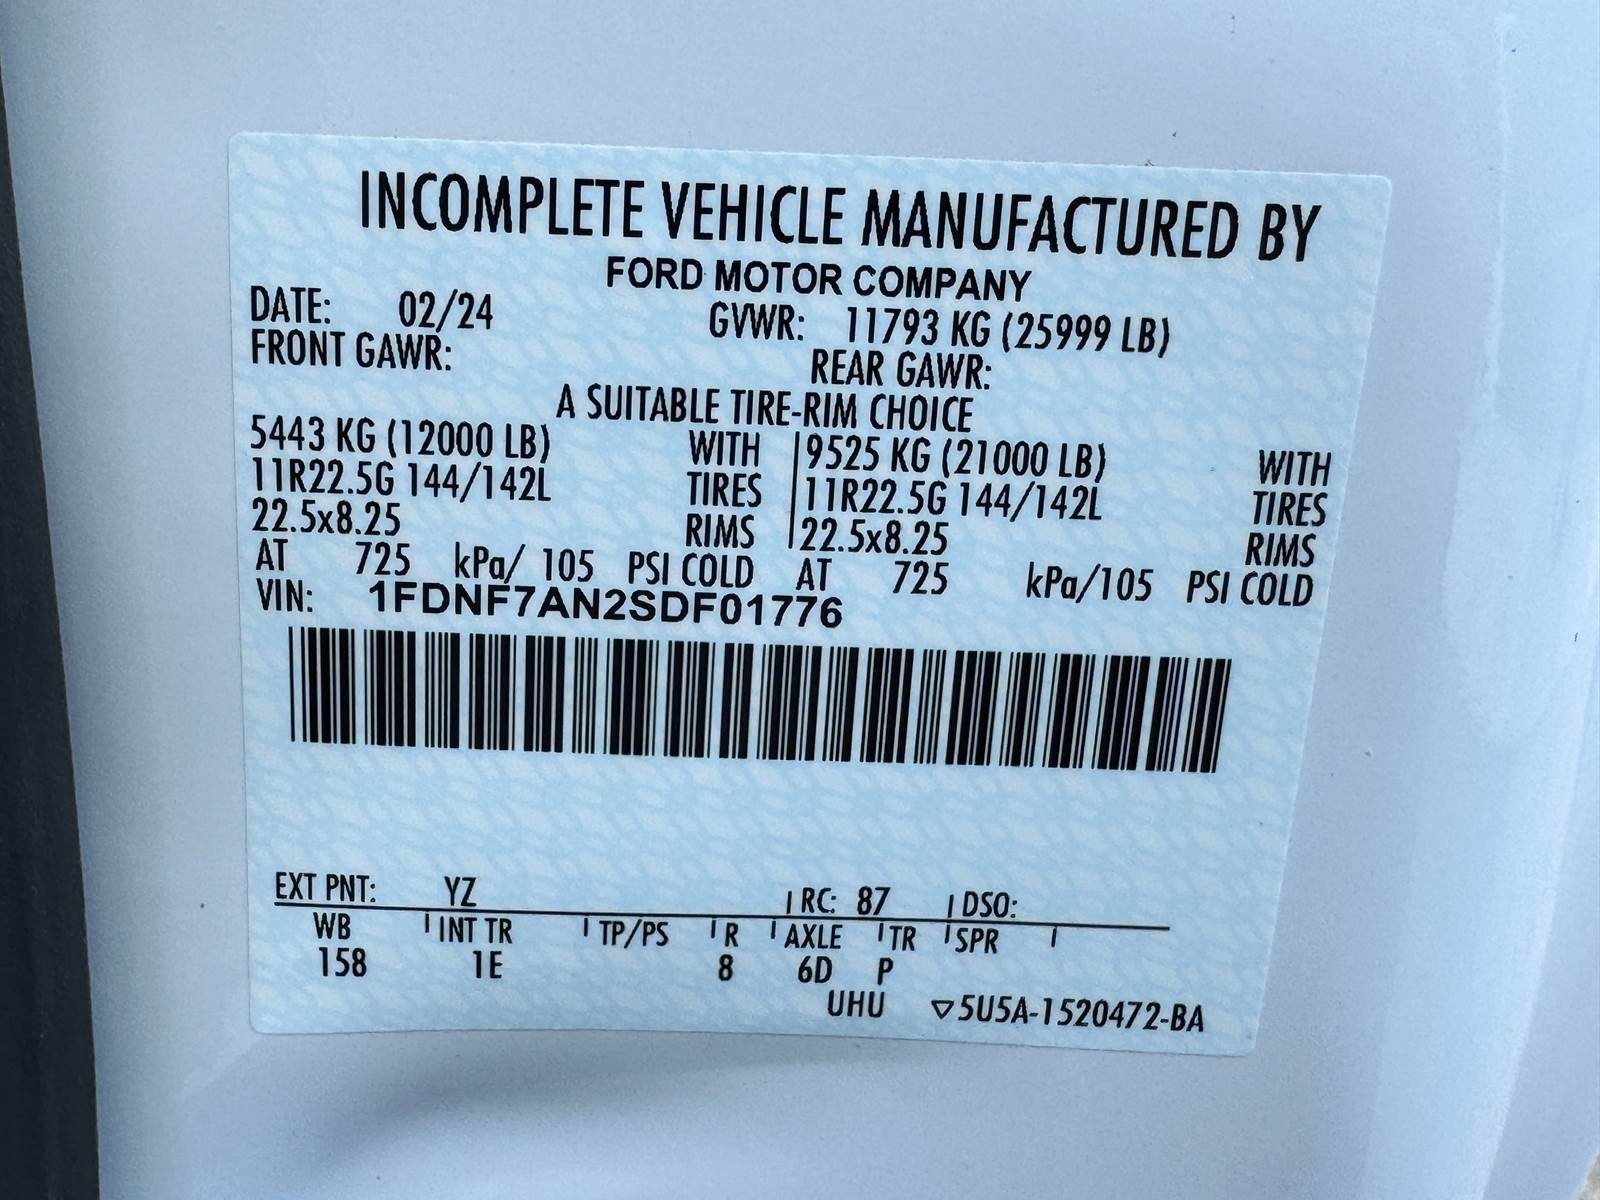 INCOMPLETE VEHICLE MANUFACTURED BY
FORD MOTOR COMPANY
DATE: 02/24 GVWR: 11793 KG (25999 LB)
FRONT GAWR: REAR GAWR:
A SUITABLE TIRE-RIM CHOICE
5443 KG (12000 LB) WITH 9525 KG (21000 LB) WITH
11R22.5G 144/142L TIRES 11R22.5G 144/142L TIRES
22.5x8.25 RIMS 22.5x8.25 RIMS
AT 725 kPa/ 105 PSI COLD AT 725 kPa/105 PSI COLD
VIN: 1FDNF7AN2SDF01776
EXT PNT: YZ RC: 87 DSO:
WB INT TR TP/PS R AXLE TR SPR
158 1E 8 6D P
UHU ▽5U5A-1520472-BA